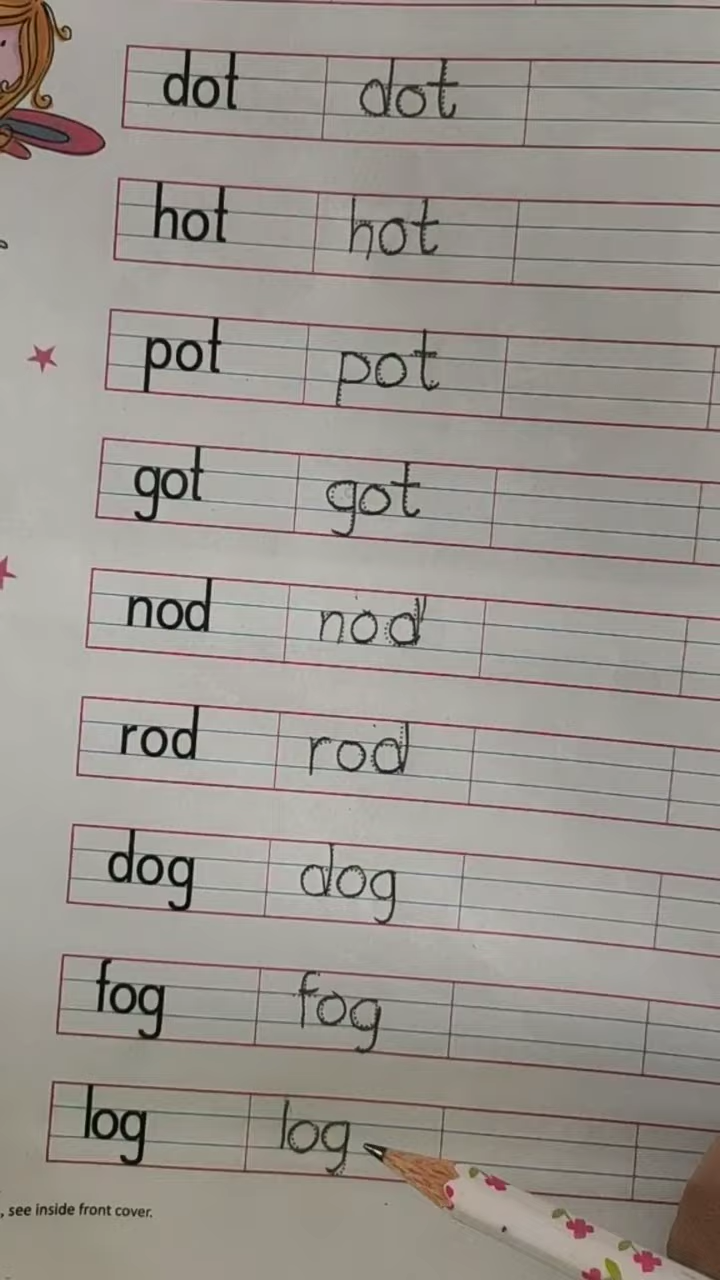 dot dot
hot hot
pot pot
got got
nod nod
rod rod
dog dog
fog fog
log log
, see inside front cover.